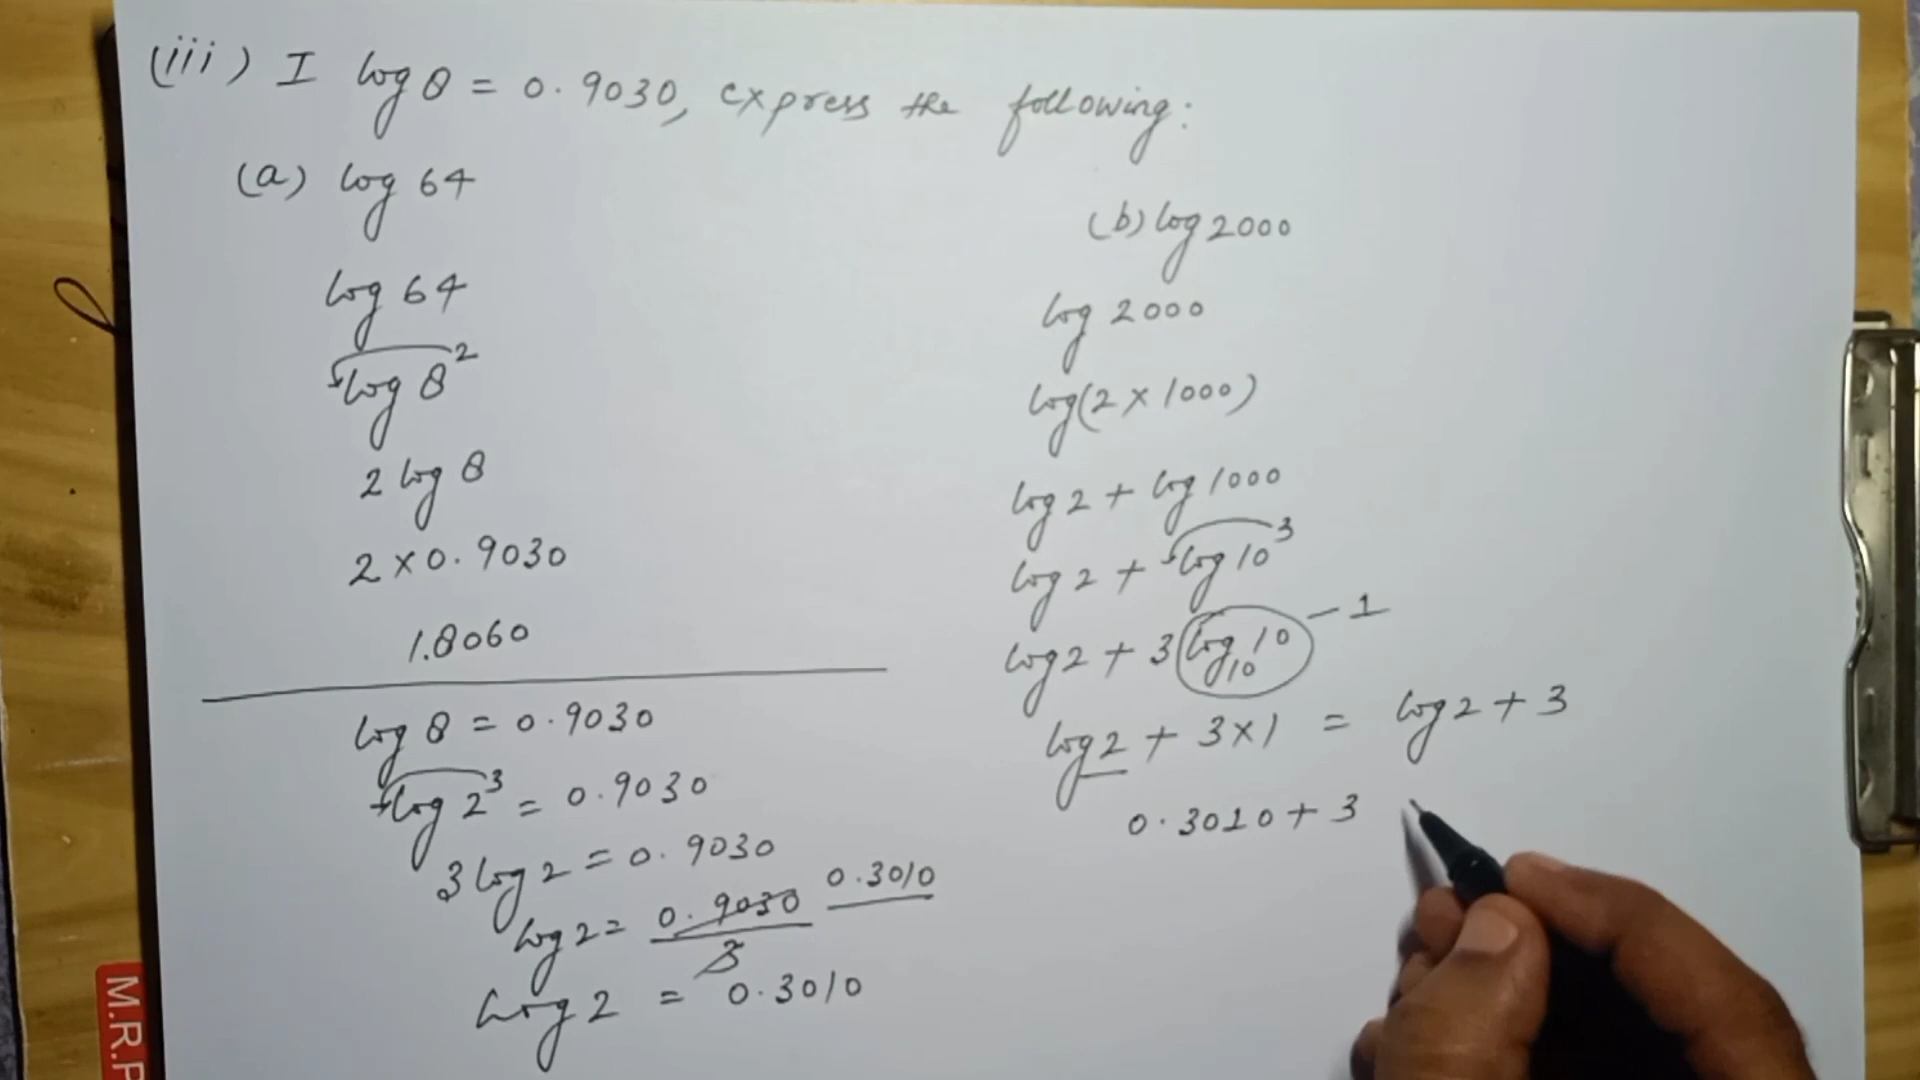 (iii) I log 8 = 0.9030, express the following:
(a) log 64
log 64
log 8²
2 log 8
2 × 0.9030
1.8060
log 8 = 0.9030
log 2³ = 0.9030
3 log 2 = 0.9030
log 2 = 0.9030/3 0.3010
Log 2 = 0.3010
(b) log 2000
log 2000
log(2 × 1000)
log 2 + log 1000
log 2 + log 10³
log 2 + 3 log₁₀ 10 – 1
log 2 + 3×1 = log 2 + 3
0.3010 + 3
M.R.P